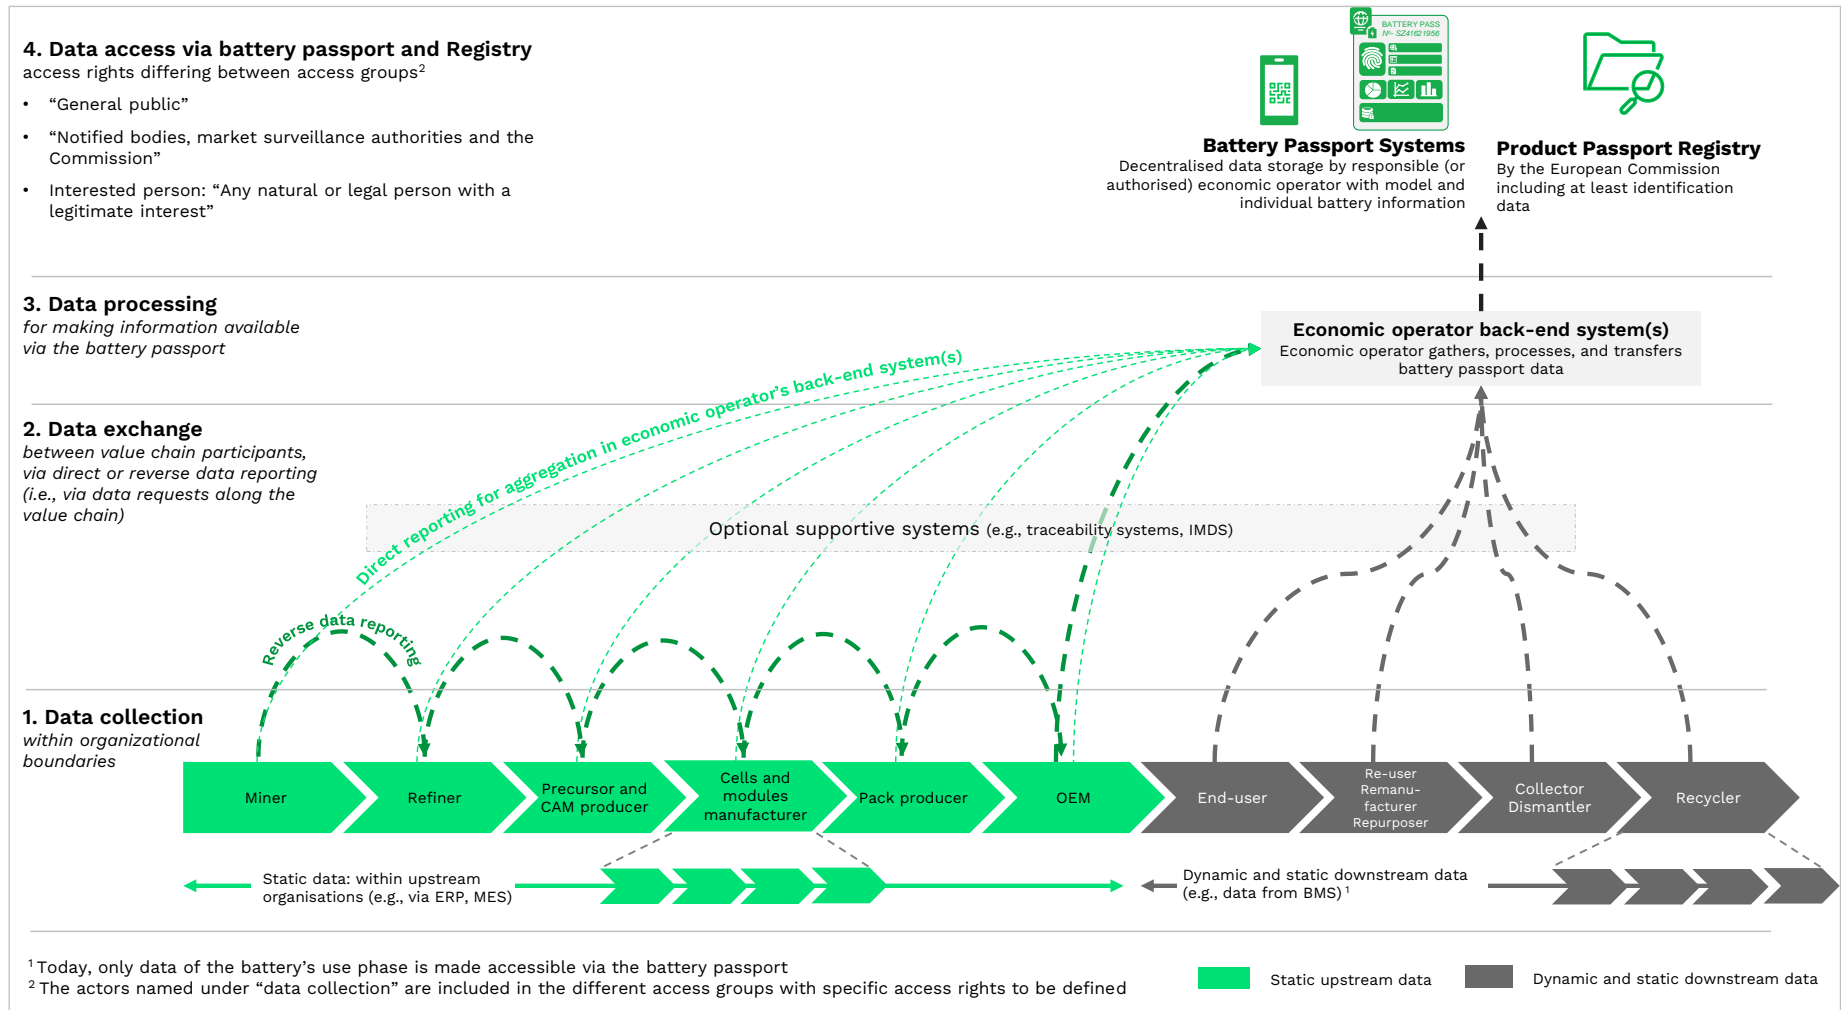 4. Data access via battery passport and Registry
access rights differing between access groups²
• “General public”
• “Notified bodies, market surveillance authorities and the
Commission”
• Interested person: “Any natural or legal person with a
legitimate interest”
BATTERY PASS
Nº- SZ41621956
Battery Passport Systems
Decentralised data storage by responsible (or
authorised) economic operator with model and
individual battery information
Product Passport Registry
By the European Commission
including at least identification
data
3. Data processing
for making information available
via the battery passport
Economic operator back-end system(s)
Economic operator gathers, processes, and transfers
battery passport data
Direct reporting for aggregation in economic operator’s back-end system(s)
2. Data exchange
between value chain participants,
via direct or reverse data reporting
(i.e., via data requests along the
value chain)
Optional supportive systems (e.g., traceability systems, IMDS)
Reverse data reporting
1. Data collection
within organizational
boundaries
Miner
Refiner
Precursor and
CAM producer
Cells and
modules
manufacturer
Pack producer
OEM
End-user
Re-user
Remanu-
facturer
Repurposer
Collector
Dismantler
Recycler
Static data: within upstream
organisations (e.g., via ERP, MES)
Dynamic and static downstream data
(e.g., data from BMS) ¹
¹ Today, only data of the battery’s use phase is made accessible via the battery passport
² The actors named under “data collection” are included in the different access groups with specific access rights to be defined
Static upstream data
Dynamic and static downstream data